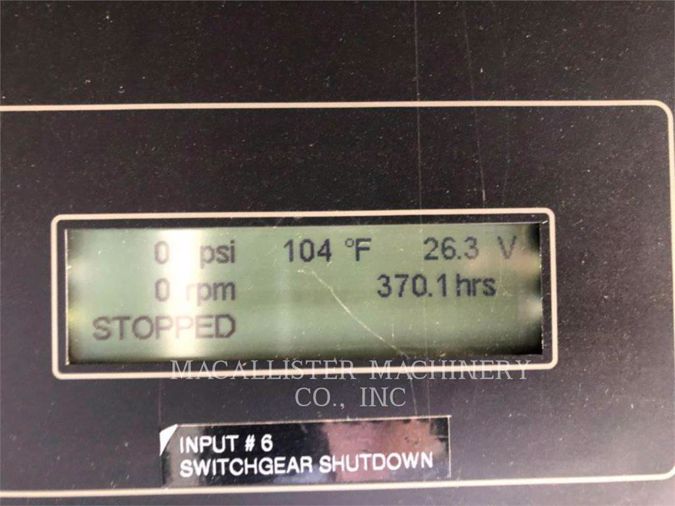 0 psi 104 °F 26.3 V
0 rpm 370.1 hrs
STOPPED
MACALLISTER MACHINERY
CO., INC
INPUT # 6
SWITCHGEAR SHUTDOWN